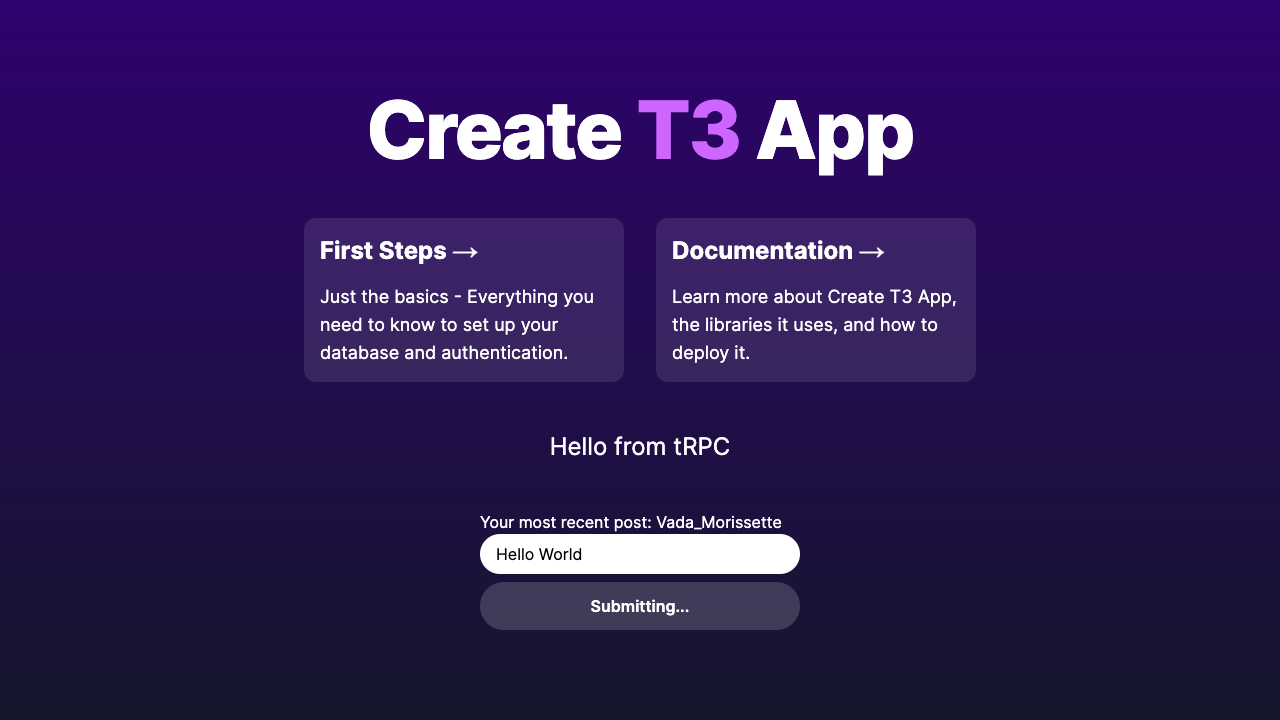 Create T3 App
First Steps →
Just the basics - Everything you
need to know to set up your
database and authentication.
Documentation →
Learn more about Create T3 App,
the libraries it uses, and how to
deploy it.
Hello from tRPC
Your most recent post: Vada_Morissette
Hello World
Submitting...